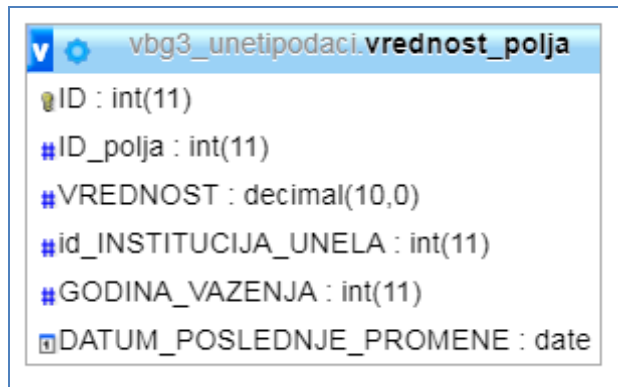 v vbg3_unetipodaci.vrednost_polja
ID : int(11)
#ID_polja : int(11)
#VREDNOST : decimal(10,0)
#id_INSTITUCIJA_UNELA : int(11)
#GODINA_VAZENJA : int(11)
DATUM_POSLEDNJE_PROMENE : date